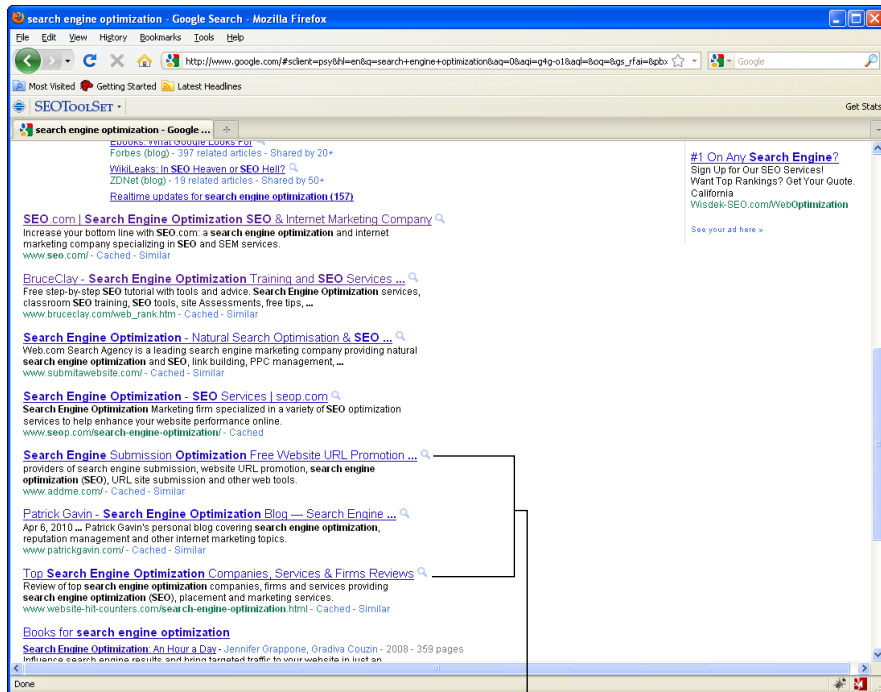 search engine optimization - Google Search - Mozilla Firefox
File Edit View History Bookmarks Tools Help
http://www.google.com/#sclient=psy&hl=en&q=search+engine+optimization&aq=0&aqi=g4g-o1&aql=&oq=&gs_rfai=&pbx Google
Most Visited Getting Started Latest Headlines
SEOToolSet Get Stats
search engine optimization - Google ...
Ebooks: What Google Looks For
Forbes (blog) - 397 related articles - Shared by 20+
WikiLeaks: In SEO Heaven or SEO Hell?
ZDNet (blog) - 19 related articles - Shared by 50+
Realtime updates for search engine optimization (157)
SEO.com | Search Engine Optimization SEO & Internet Marketing Company
Increase your bottom line with SEO.com: a search engine optimization and internet
marketing company specializing in SEO and SEM services.
www.seo.com/ - Cached - Similar
BruceClay - Search Engine Optimization Training and SEO Services ...
Free step-by-step SEO tutorial with tools and advice. Search Engine Optimization services,
classroom SEO training, SEO tools, site Assessments, free tips, ...
www.bruceclay.com/web_rank.htm - Cached - Similar
Search Engine Optimization - Natural Search Optimisation & SEO ...
Web.com Search Agency is a leading search engine marketing company providing natural
search engine optimization and SEO, link building, PPC management, ...
www.submitawebsite.com/ - Cached - Similar
Search Engine Optimization - SEO Services | seop.com
Search Engine Optimization Marketing firm specialized in a variety of SEO optimization
services to help enhance your website performance online.
www.seop.com/search-engine-optimization/ - Cached
Search Engine Submission Optimization Free Website URL Promotion ...
providers of search engine submission, website URL promotion, search engine
optimization (SEO), URL site submission and other web tools.
www.addme.com/ - Cached - Similar
Patrick Gavin - Search Engine Optimization Blog — Search Engine ...
Apr 6, 2010 ... Patrick Gavin's personal blog covering search engine optimization,
reputation management and other internet marketing topics.
www.patrickgavin.com/ - Cached - Similar
Top Search Engine Optimization Companies, Services & Firms Reviews
Review of top search engine optimization companies, firms and services providing
search engine optimization (SEO), placement and marketing services.
www.website-hit-counters.com/search-engine-optimization.html - Cached - Similar
Books for search engine optimization
Search Engine Optimization: An Hour a Day - Jennifer Grappone, Gradiva Couzin - 2008 - 359 pages
Influence search engine results and bring targeted traffic to your website in just an
#1 On Any Search Engine?
Sign Up for Our SEO Services!
Want Top Rankings? Get Your Quote.
California
Wisdek-SEO.com/WebOptimization
See your ad here »
Done